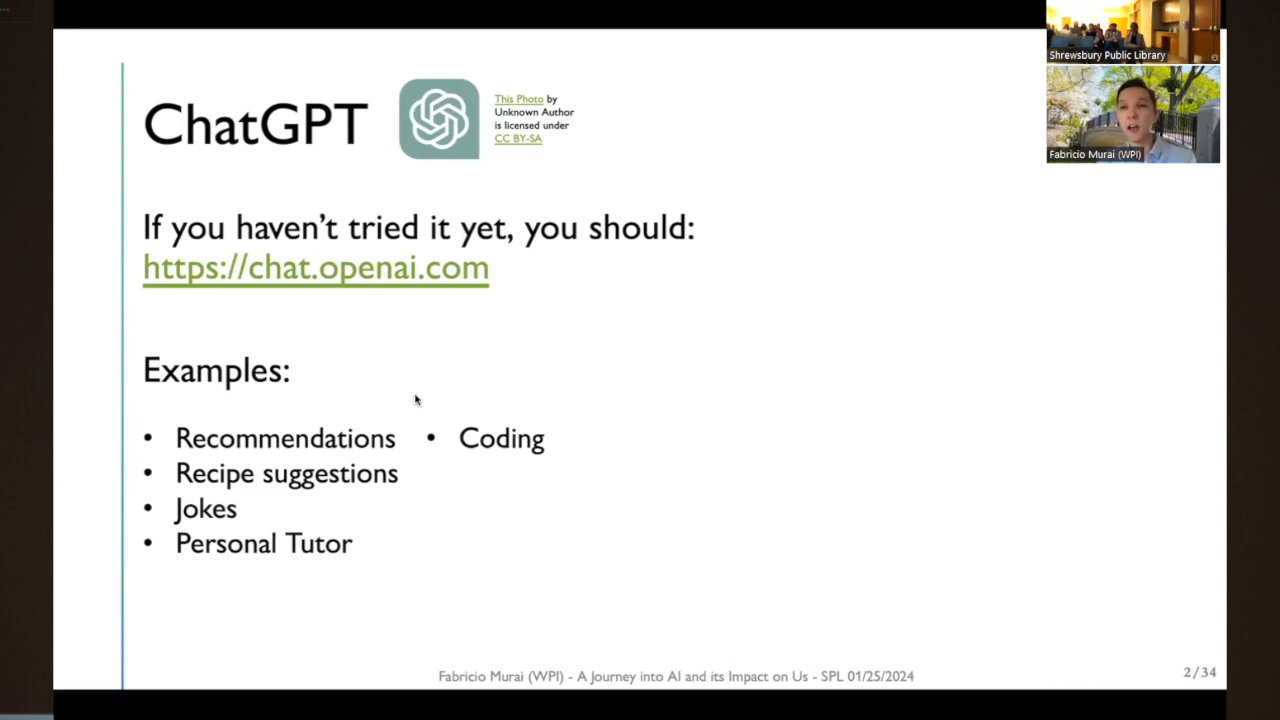 Shrewsbury Public Library
Fabricio Murai (WPI)
ChatGPT
This Photo by
Unknown Author
is licensed under
CC BY-SA
If you haven't tried it yet, you should:
https://chat.openai.com
Examples:
• Recommendations
• Recipe suggestions
• Jokes
• Personal Tutor
• Coding
Fabricio Murai (WPI) - A Journey into AI and its Impact on Us - SPL 01/25/2024
2/34